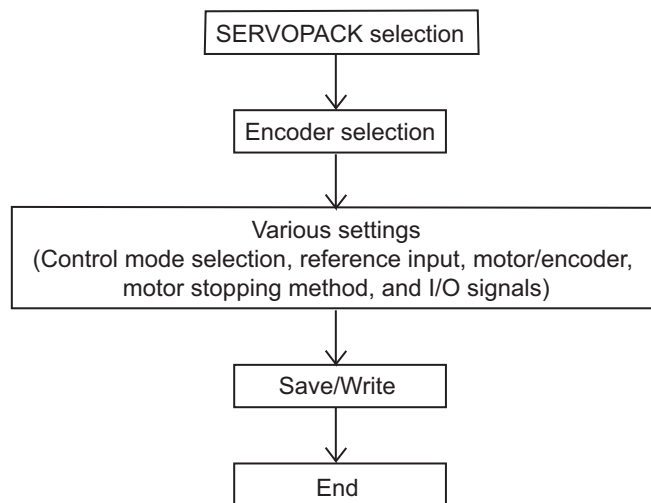 SERVOPACK selection
Encoder selection
Various settings
(Control mode selection, reference input, motor/encoder,
motor stopping method, and I/O signals)
Save/Write
End